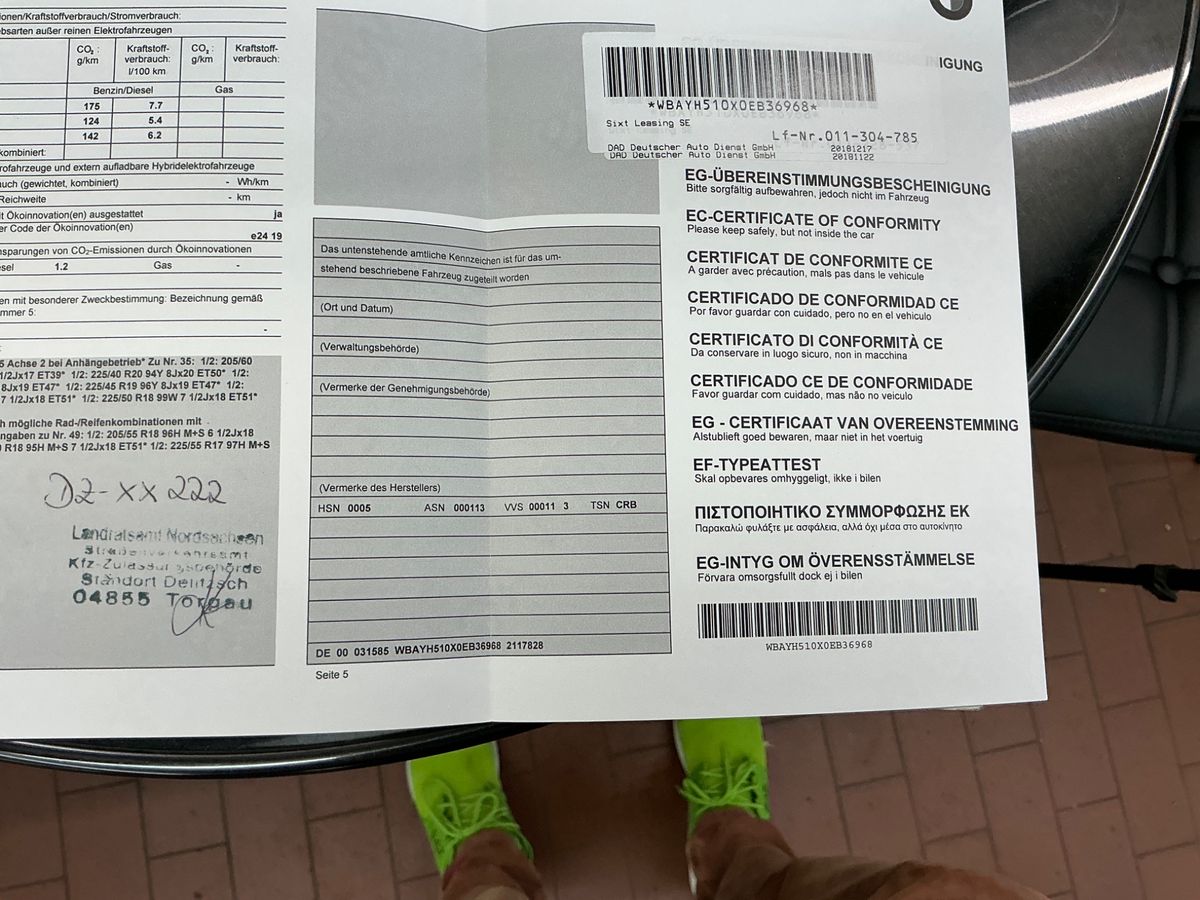 ionen/Kraftstoffverbrauch/Stromverbrauch:
ebsarten außer reinen Elektrofahrzeugen
CO₂ : g/km
Kraftstoff-verbrauch: l/100 km
CO₂ : g/km
Kraftstoff-verbrauch:
Benzin/Diesel Gas
175 7.7
124 5.4
142 6.2
kombiniert:
rofahrzeuge und extern aufladbare Hybridelektrofahrzeuge
auch (gewichtet, kombiniert) - Wh/km
Reichweite - km
it Ökoinnovation(en) ausgestattet ja
er Code der Ökoinnovation(en)
e24 19
nsparungen von CO₂-Emissionen durch Ökoinnovationen
esel 1.2 Gas -
en mit besonderer Zweckbestimmung: Bezeichnung gemäß
ummer 5:
-
5 Achse 2 bei Anhängebetrieb* Zu Nr. 35: 1/2: 205/60
1/2Jx17 ET39* 1/2: 225/40 R20 94Y 8Jx20 ET50* 1/2:
8Jx19 ET47* 1/2: 225/45 R19 96Y 8Jx19 ET47* 1/2:
7 1/2Jx18 ET51* 1/2: 225/50 R18 99W 7 1/2Jx18 ET51*
h mögliche Rad-/Reifenkombinationen mit
ngaben zu Nr. 49: 1/2: 205/55 R18 96H M+S 6 1/2Jx18
R18 95H M+S 7 1/2Jx18 ET51* 1/2: 225/55 R17 97H M+S
DZ-XX 222
Landratsamt Nordsachsen
Straßenverkehrsamt
Kfz-Zulassungsbehörde
Standort Delitzsch
04855 Torgau
Das untenstehende amtliche Kennzeichen ist für das um-
stehend beschriebene Fahrzeug zugeteilt worden
(Ort und Datum)
(Verwaltungsbehörde)
(Vermerke der Genehmigungsbehörde)
(Vermerke des Herstellers)
HSN 0005 ASN 000113 VVS 00011 3 TSN CRB
DE 00 031585 WBAYH510X0EB36968 2117828
Seite 5
IGUNG
*WBAYH510X0EB36968*
Sixt Leasing SE
Lf-Nr.011-304-785
DAD Deutscher Auto Dienst GmbH 20181217
DAD Deutscher Auto Dienst GmbH 20181122
EG-ÜBEREINSTIMMUNGSBESCHEINIGUNG
Bitte sorgfältig aufbewahren, jedoch nicht im Fahrzeug
EC-CERTIFICATE OF CONFORMITY
Please keep safely, but not inside the car
CERTIFICAT DE CONFORMITE CE
A garder avec précaution, mais pas dans le vehicule
CERTIFICADO DE CONFORMIDAD CE
Por favor guardar con cuidado, pero no en el vehiculo
CERTIFICATO DI CONFORMITÀ CE
Da conservare in luogo sicuro, non in macchina
CERTIFICADO CE DE CONFORMIDADE
Favor guardar com cuidado, mas não no veiculo
EG - CERTIFICAAT VAN OVEREENSTEMMING
Alstublieft goed bewaren, maar niet in het voertuig
EF-TYPEATTEST
Skal opbevares omhyggeligt, ikke i bilen
ΠΙΣΤΟΠΟΙΗΤΙΚΟ ΣΥΜΜΟΡΦΩΣΗΣ ΕΚ
Παρακαλώ φυλάξτε με ασφάλεια, αλλά όχι μέσα στο αυτοκίνητο
EG-INTYG OM ÖVERENSSTÄMMELSE
Förvara omsorgsfullt dock ej i bilen
WBAYH510X0EB36968